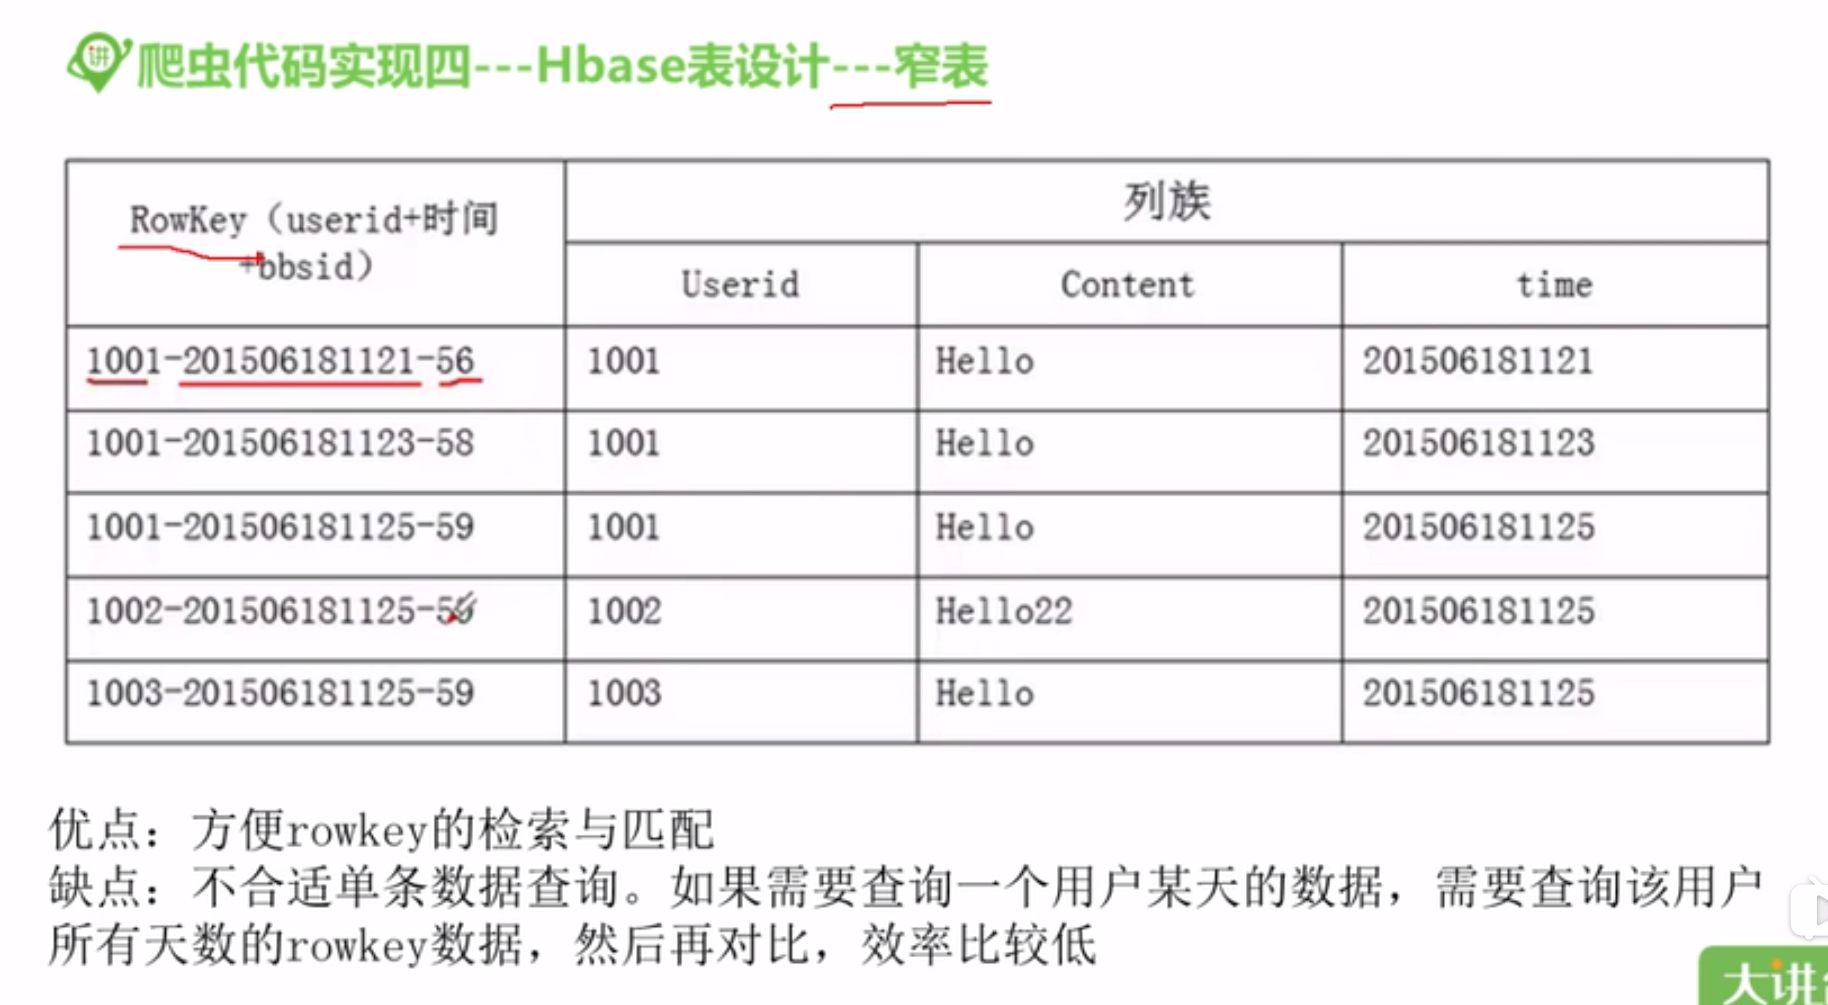 讲
爬虫代码实现四---Hbase表设计---窄表
RowKey（userid+时间
+bbsid）
列族
Userid Content time
1001-201506181121-56 1001 Hello 201506181121
1001-201506181123-58 1001 Hello 201506181123
1001-201506181125-59 1001 Hello 201506181125
1002-201506181125- 1002 Hello22 201506181125
1003-201506181125-59 1003 Hello 201506181125
优点：方便rowkey的检索与匹配
缺点：不合适单条数据查询。如果需要查询一个用户某天的数据，需要查询该用户
所有天数的rowkey数据，然后再对比，效率比较低
大讲